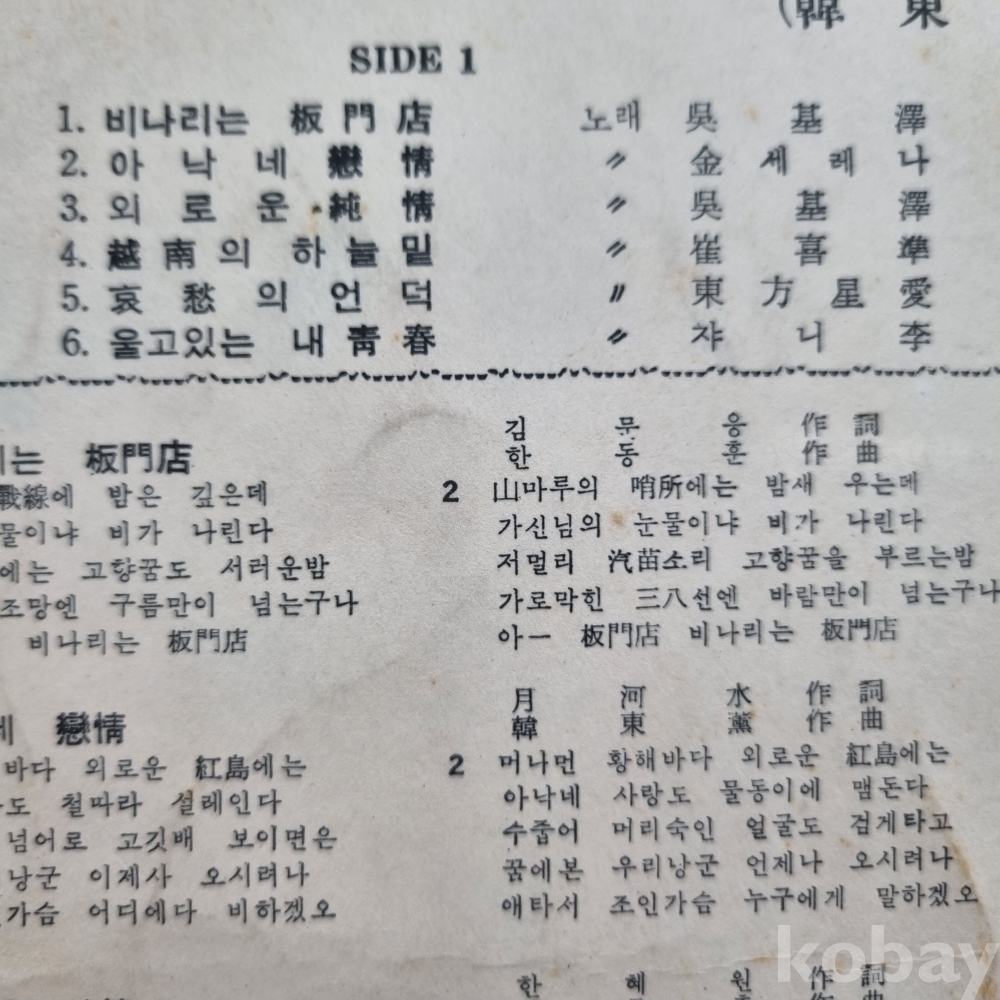 (韓 東
SIDE 1
1. 비나리는 板門店 노래 吳基澤
2. 아낙네 戀情 〃 金세레나
3. 외로운 純情 〃 吳基澤
4. 越南의 하늘밑 〃 崔喜準
5. 哀愁의 언덕 〃 東方星愛
6. 울고있는 내靑春 〃 쟈니李
는 板門店
김문응 作詞
한동훈 作曲
戰線에 밤은 깊은데
물이냐 비가 나린다
에는 고향꿈도 서러운밤
조망엔 구름만이 넘는구나
비나리는 板門店
2 山마루의 哨所에는 밤새 우는데
가신님의 눈물이냐 비가 나린다
저멀리 汽苗소리 고향꿈을 부르는밤
가로막힌 三八선엔 바람만이 넘는구나
아ー 板門店 비나리는 板門店
네 戀情
月河水 作詞
韓東薰 作曲
바다 외로운 紅島에는
도 철따라 설레인다
넘어로 고깃배 보이면은
낭군 이제사 오시려나
가슴 어디에다 비하겠오
2 머나먼 황해바다 외로운 紅島에는
아낙네 사랑도 물동이에 맴돈다
수줍어 머리숙인 얼굴도 검게타고
꿈에본 우리낭군 언제나 오시려나
애타서 조인가슴 누구에게 말하겠오
한혜원 作詞
作曲
kobay